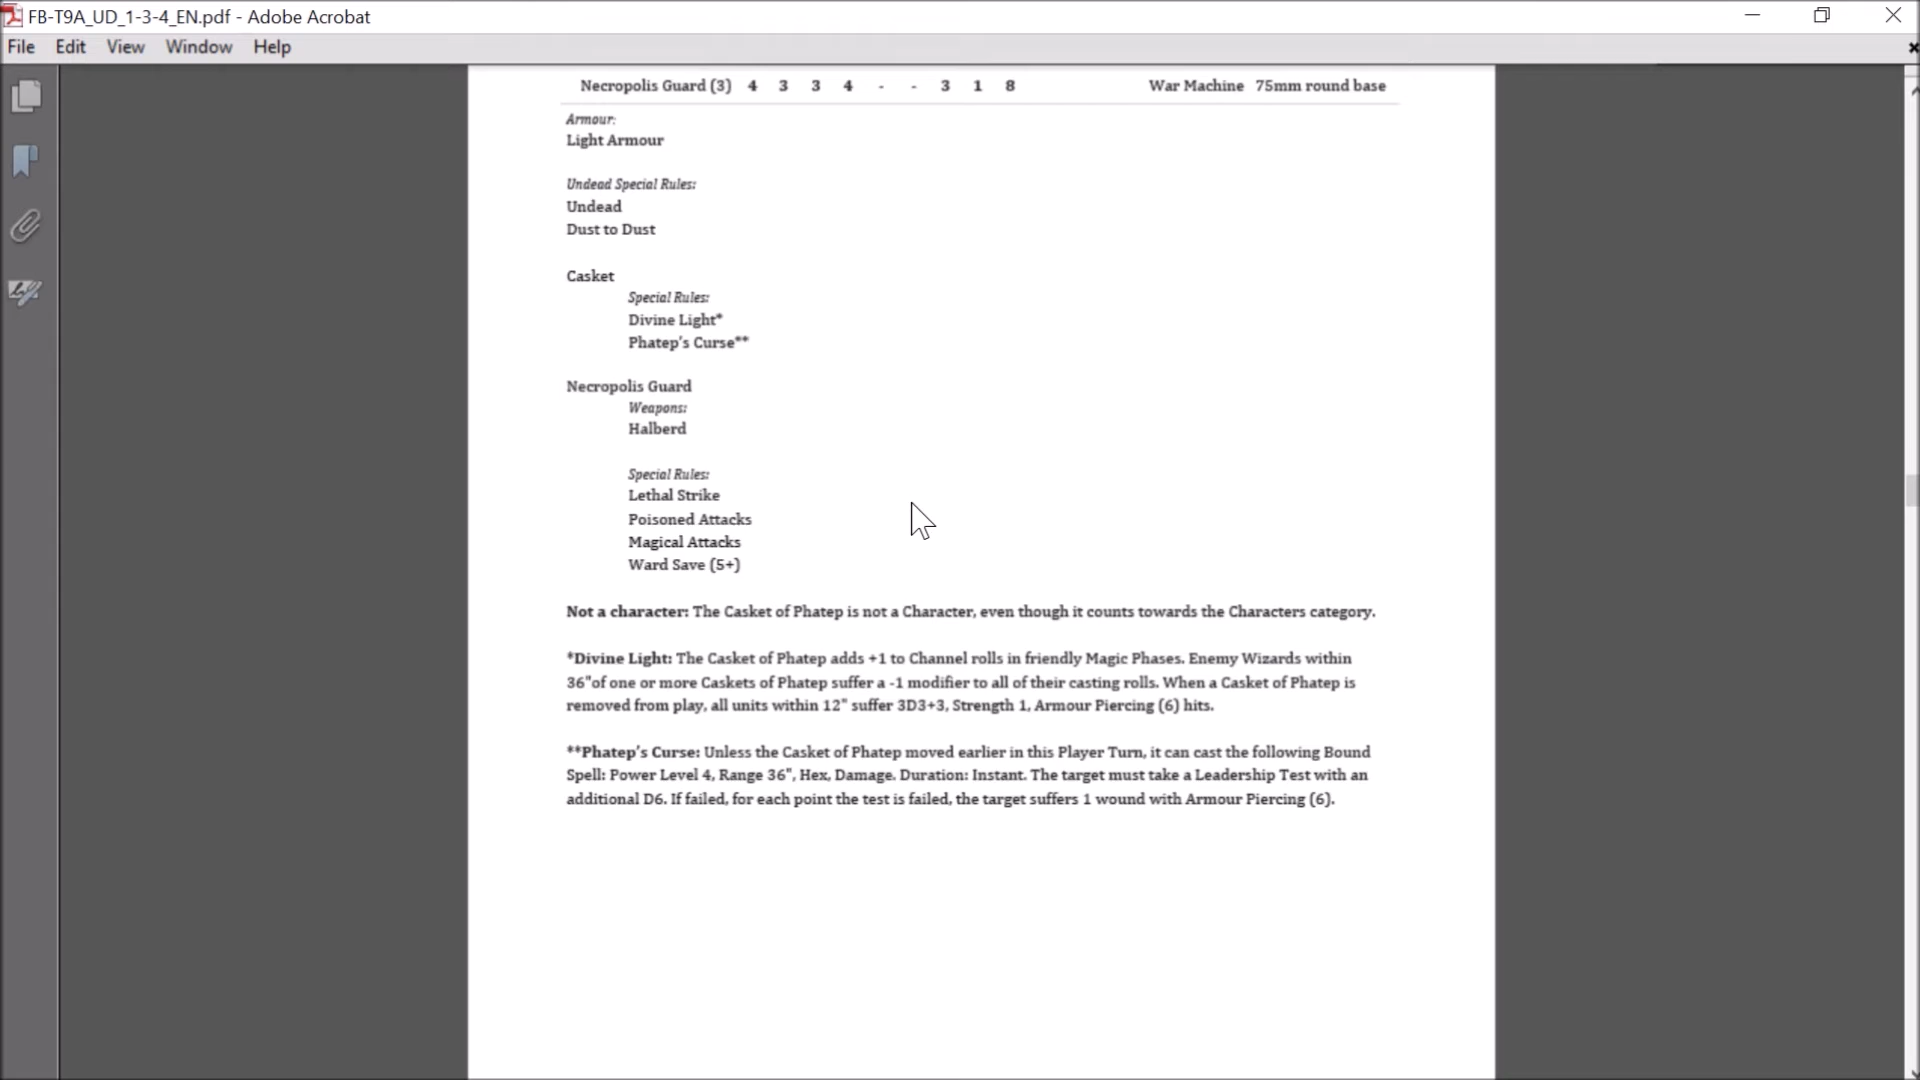 FB-T9A_UD_1-3-4_EN.pdf - Adobe Acrobat
File Edit View Window Help
Necropolis Guard (3) 4 3 3 4 - - 3 1 8 War Machine 75mm round base
Armour:
Light Armour
Undead Special Rules:
Undead
Dust to Dust
Casket
Special Rules:
Divine Light*
Phatep's Curse**
Necropolis Guard
Weapons:
Halberd
Special Rules:
Lethal Strike
Poisoned Attacks
Magical Attacks
Ward Save (5+)
Not a character: The Casket of Phatep is not a Character, even though it counts towards the Characters category.
*Divine Light: The Casket of Phatep adds +1 to Channel rolls in friendly Magic Phases. Enemy Wizards within
36"of one or more Caskets of Phatep suffer a -1 modifier to all of their casting rolls. When a Casket of Phatep is
removed from play, all units within 12" suffer 3D3+3, Strength 1, Armour Piercing (6) hits.
**Phatep's Curse: Unless the Casket of Phatep moved earlier in this Player Turn, it can cast the following Bound
Spell: Power Level 4, Range 36", Hex, Damage. Duration: Instant. The target must take a Leadership Test with an
additional D6. If failed, for each point the test is failed, the target suffers 1 wound with Armour Piercing (6).